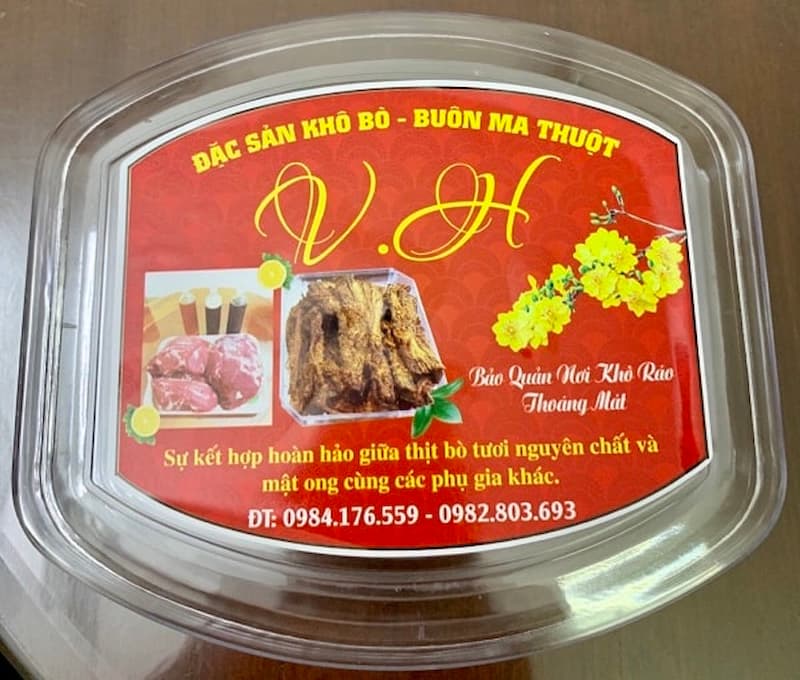 ĐẶC SẢN KHÔ BÒ - BUÔN MA THUỘT
V.H
Bảo Quản Nơi Khô Ráo
Thoáng Mát
Sự kết hợp hoàn hảo giữa thịt bò tươi nguyên chất và
mật ong cùng các phụ gia khác.
ĐT: 0984.176.559 - 0982.803.693